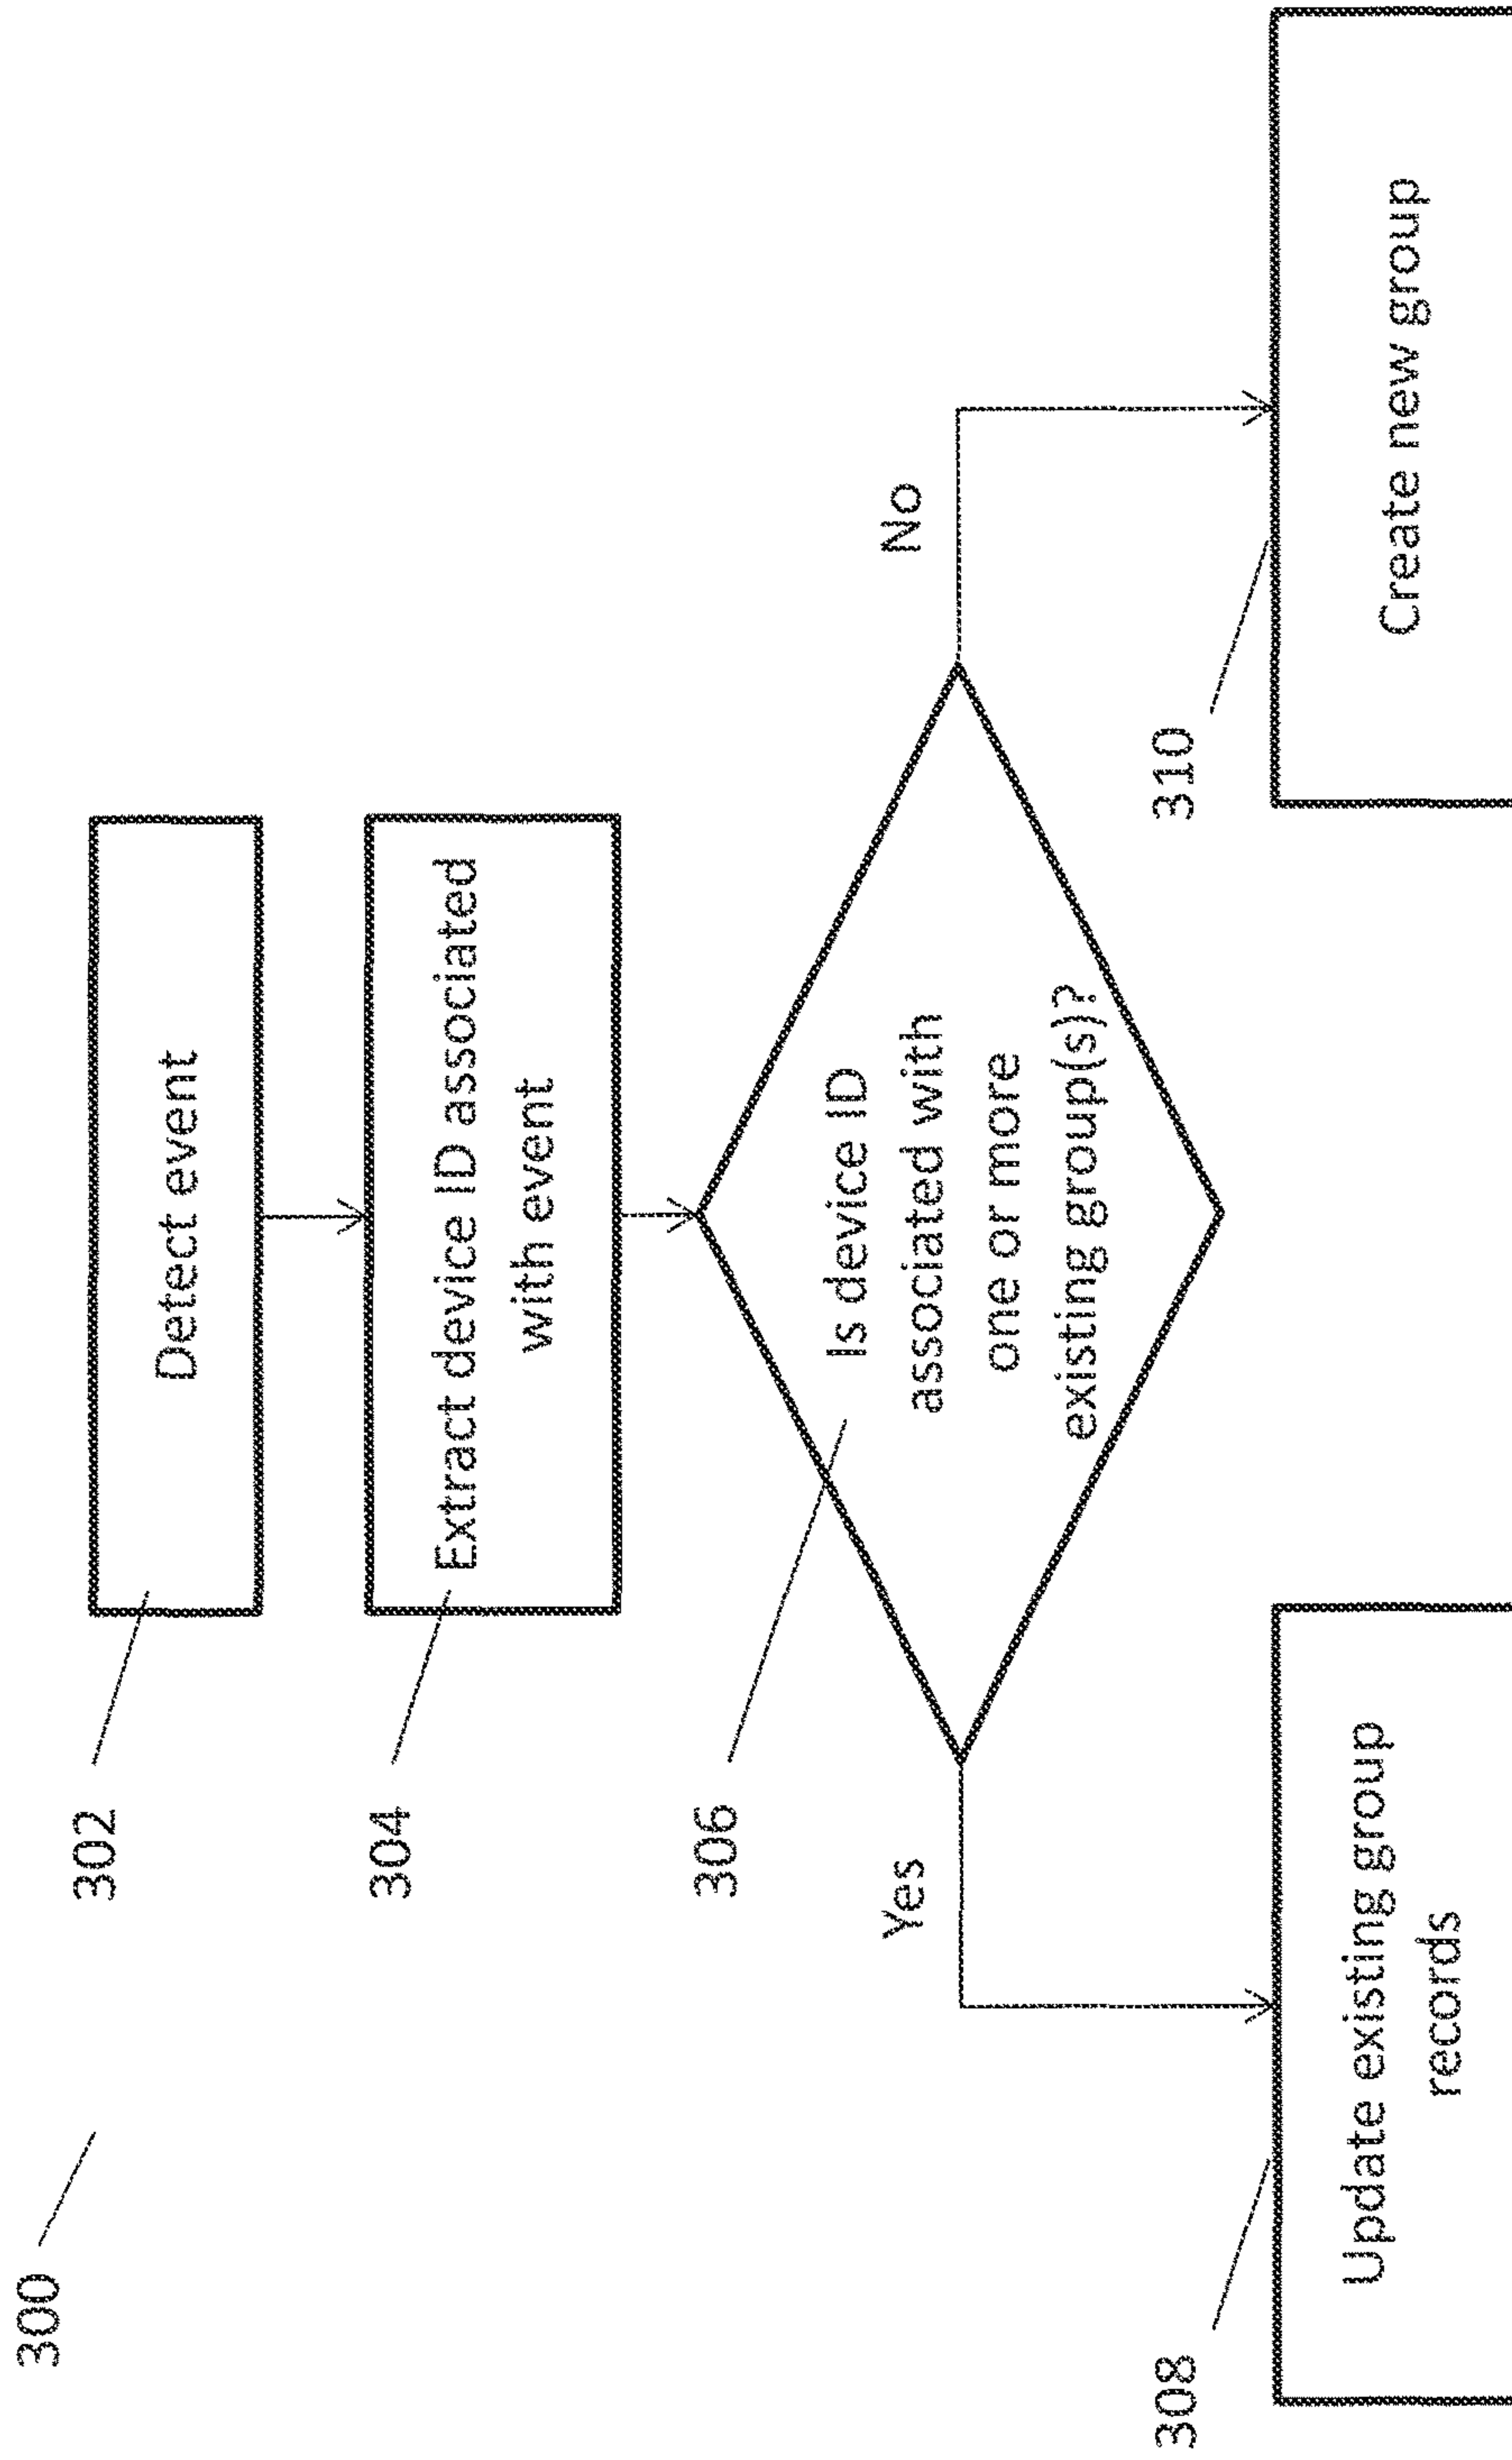 300
302
Detect event
304
Extract device ID associated
with event
306
Is device ID
associated with
one or more
existing group(s)?
Yes
No
308
Update existing group
records
310
Create new group